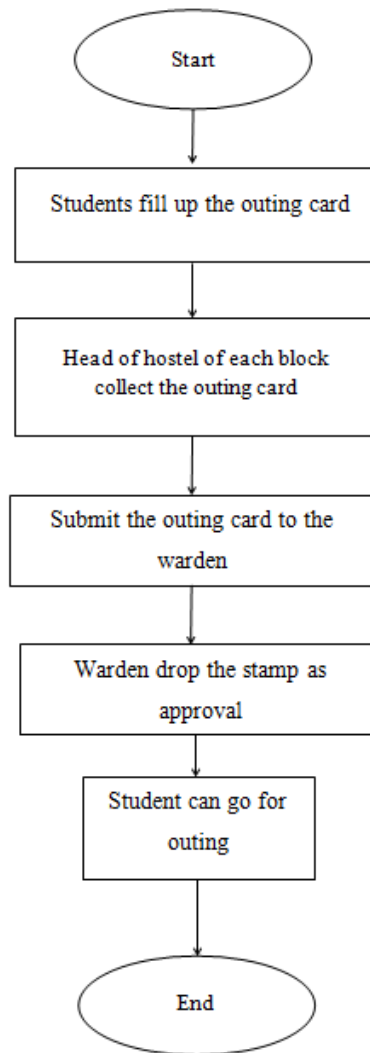 Start
Students fill up the outing card
Head of hostel of each block
collect the outing card
Submit the outing card to the
warden
Warden drop the stamp as
approval
Student can go for
outing
End